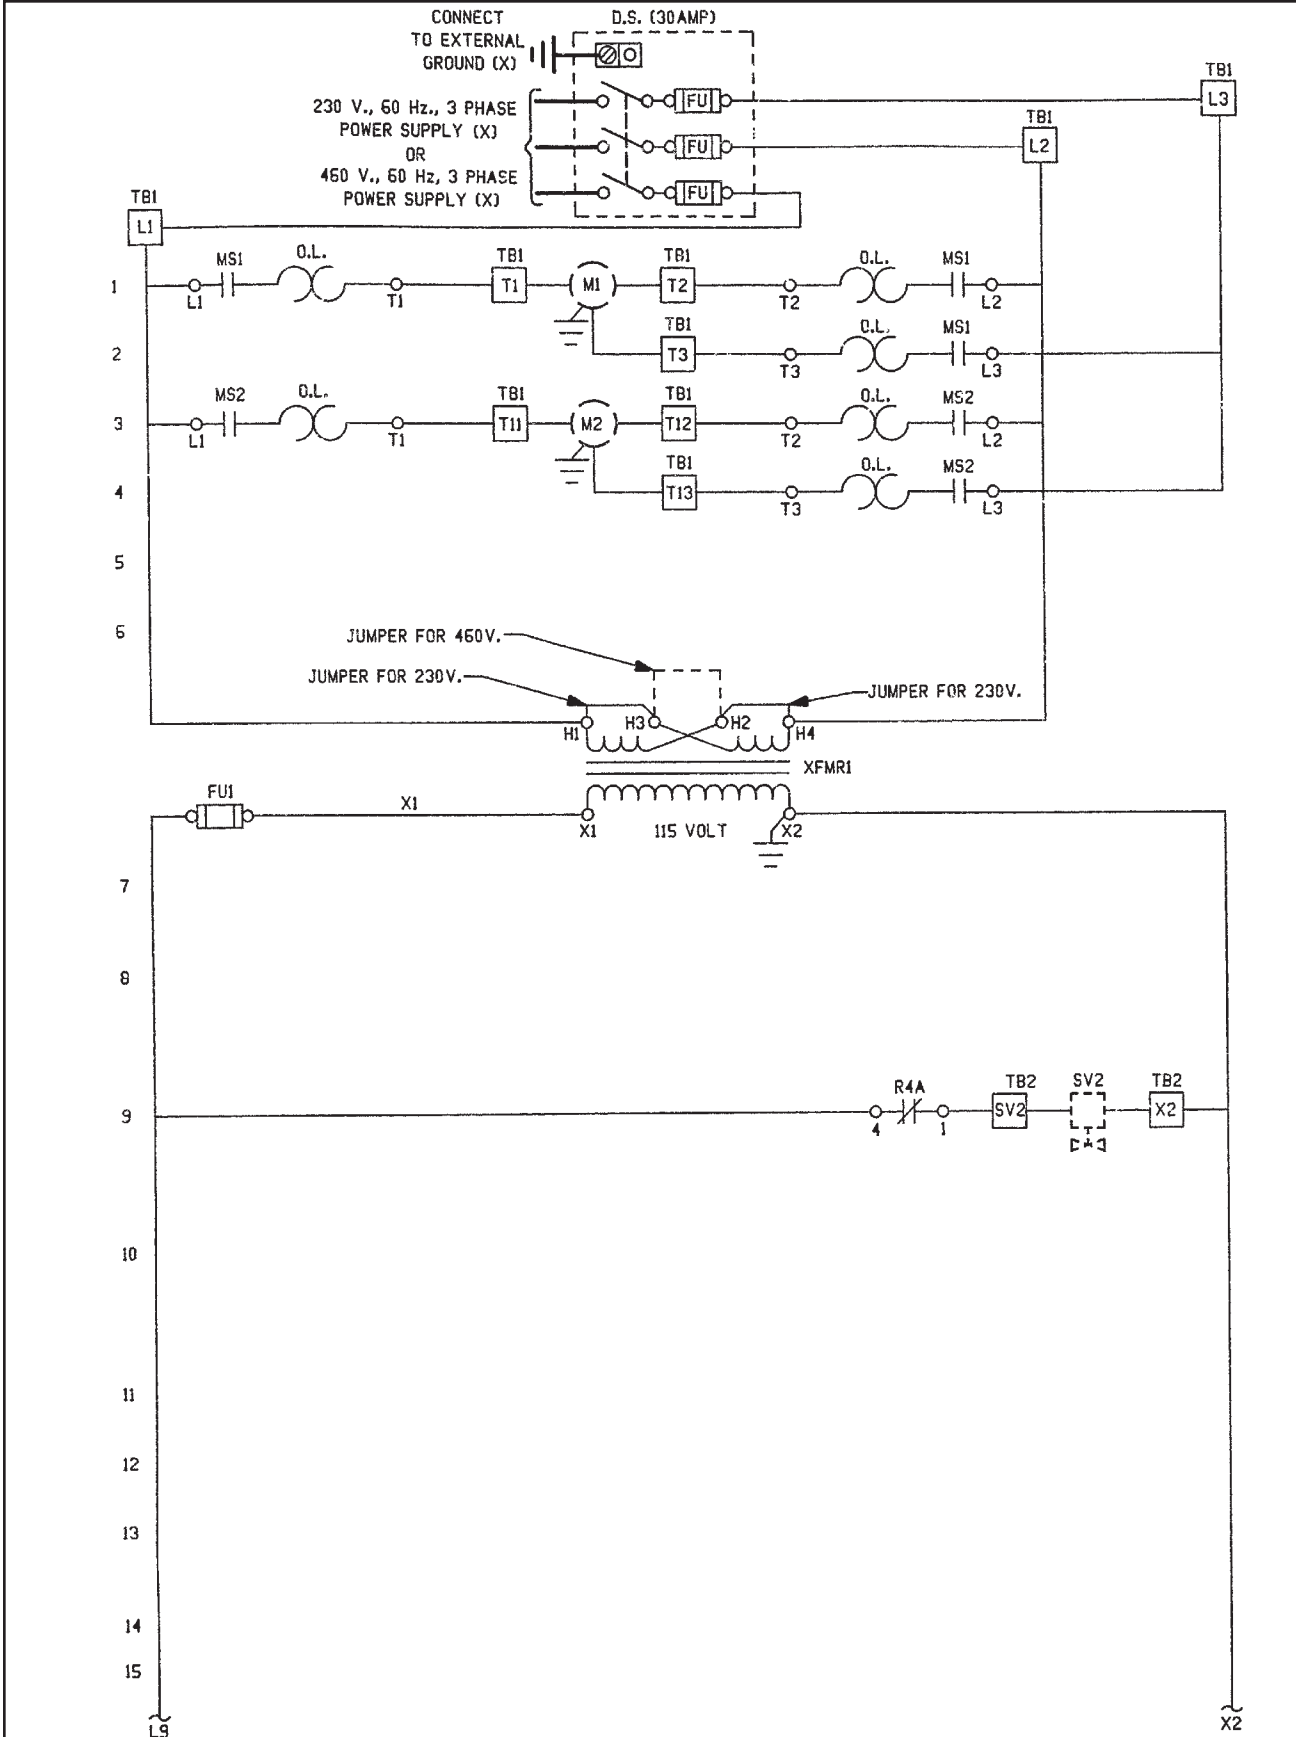 CONNECT
TO EXTERNAL
GROUND (X)
D.S. (30AMP)
230 V., 60 Hz., 3 PHASE
POWER SUPPLY (X)
OR
460 V., 60 Hz, 3 PHASE
POWER SUPPLY (X)
FU
FU
FU
TB1
L3
TB1
L2
TB1
L1
1
L1
MS1
O.L.
T1
TB1
T1
M1
TB1
T2
T2
O.L.
MS1
L2
2
TB1
T3
T3
O.L.
MS1
L3
3
L1
MS2
O.L.
T1
TB1
T11
M2
TB1
T12
T2
O.L.
MS2
L2
4
TB1
T13
T3
O.L.
MS2
L3
5
6
JUMPER FOR 460V.
JUMPER FOR 230V.
JUMPER FOR 230V.
H1
H3
H2
H4
XFMR1
FU1
X1
X1
115 VOLT
X2
7
8
9
R4A
4
1
TB2
SV2
SV2
TB2
X2
10
11
12
13
14
15
L9
X2